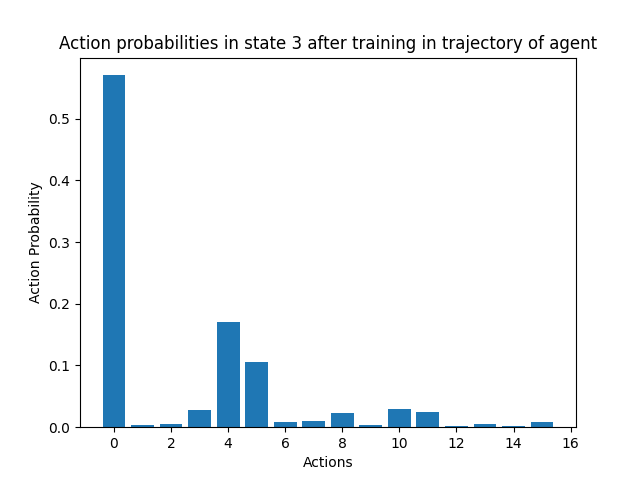 Action probabilities in state 3 after training in trajectory of agent
0.5
0.4
0.3
0.2
0.1
0.0
Action Probability
0 2 4 6 8 10 12 14 16
Actions